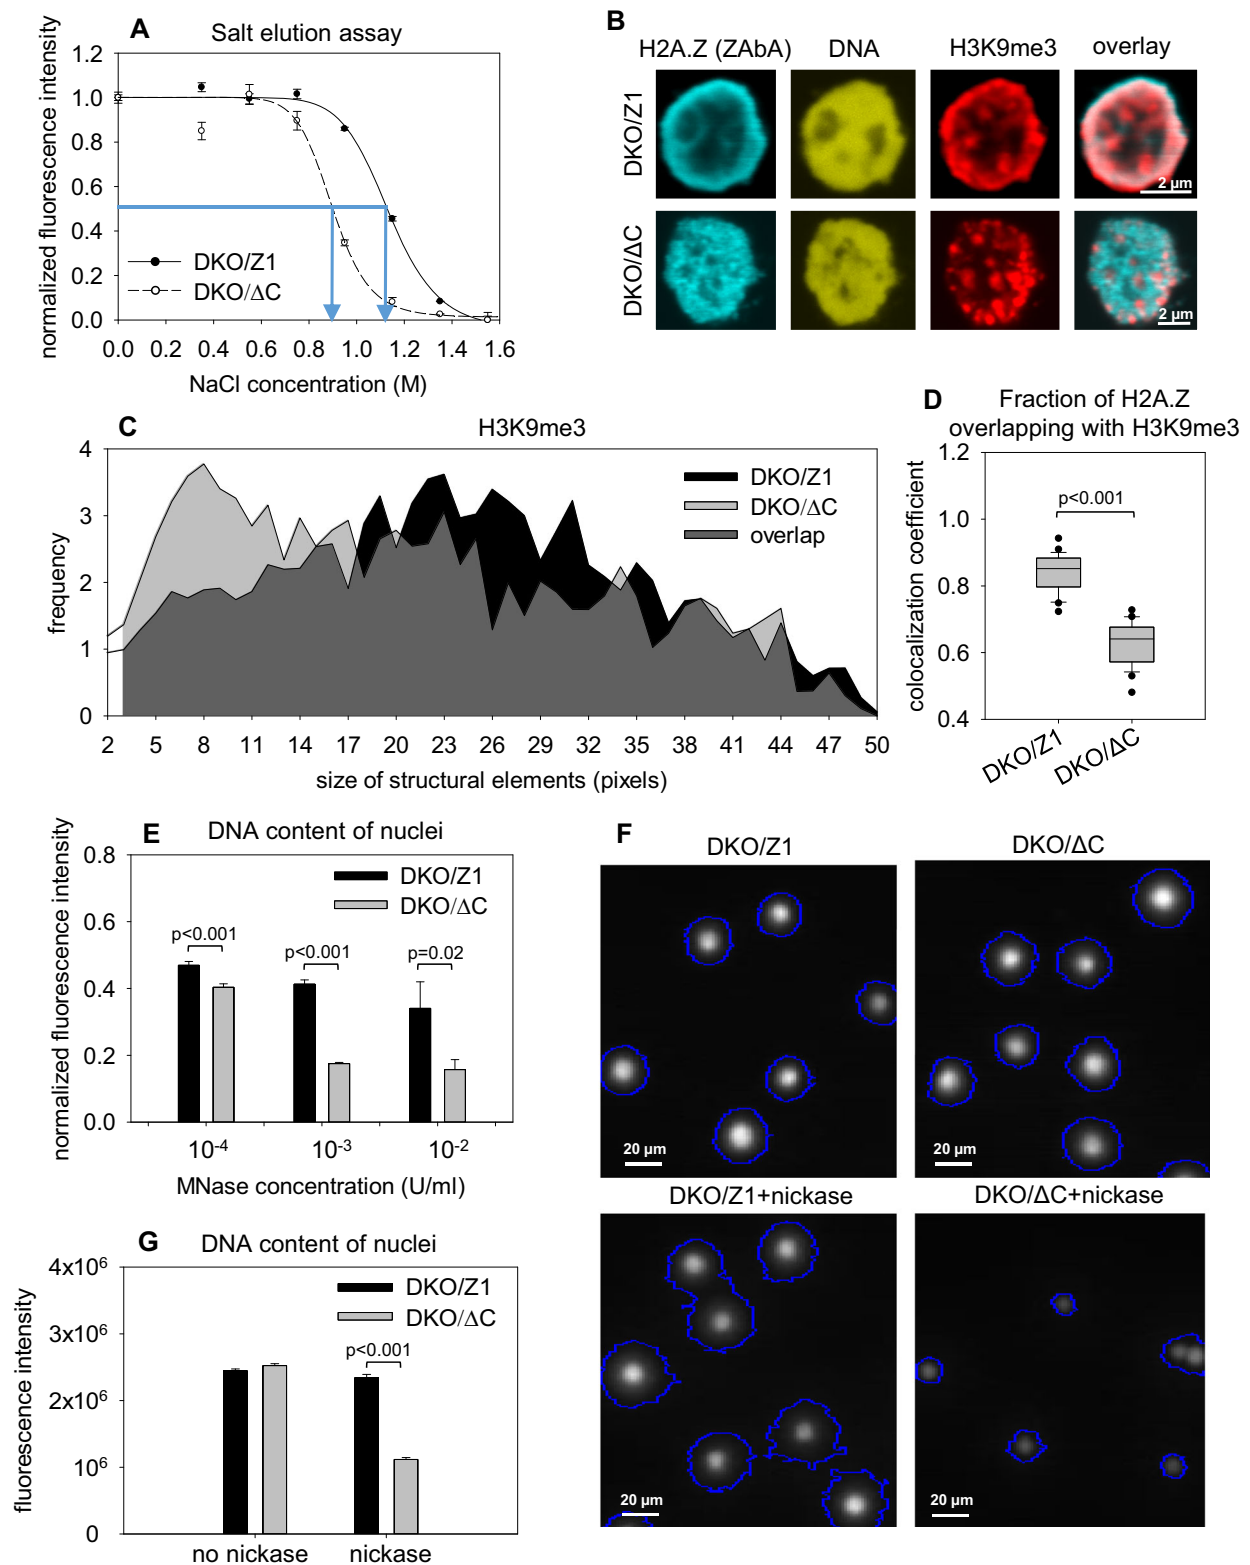 A
Salt elution assay
normalized fluorescence intensity
1.2
1.0
0.8
0.6
0.4
0.2
0.0
DKO/Z1
DKO/ΔC
0.0 0.2 0.4 0.6 0.8 1.0 1.2 1.4 1.6
NaCl concentration (M)
B
H2A.Z (ZAbA) DNA H3K9me3 overlay
DKO/Z1
2 µm
DKO/ΔC
2 µm
C
H3K9me3
frequency
4
3
2
1
0
DKO/Z1
DKO/ΔC
overlap
2 5 8 11 14 17 20 23 26 29 32 35 38 41 44 47 50
size of structural elements (pixels)
D
Fraction of H2A.Z
overlapping with H3K9me3
colocalization coefficient
1.2
1.0
0.8
0.6
0.4
p<0.001
DKO/Z1
DKO/ΔC
E
DNA content of nuclei
normalized fluorescence intensity
0.8
0.6
0.4
0.2
0.0
DKO/Z1
DKO/ΔC
p<0.001
p<0.001
p=0.02
10-4 10-3 10-2
MNase concentration (U/ml)
F
DKO/Z1
DKO/ΔC
20 µm
20 µm
DKO/Z1+nickase
DKO/ΔC+nickase
20 µm
20 µm
G
DNA content of nuclei
fluorescence intensity
4x106
3x106
2x106
106
0
DKO/Z1
DKO/ΔC
p<0.001
no nickase nickase